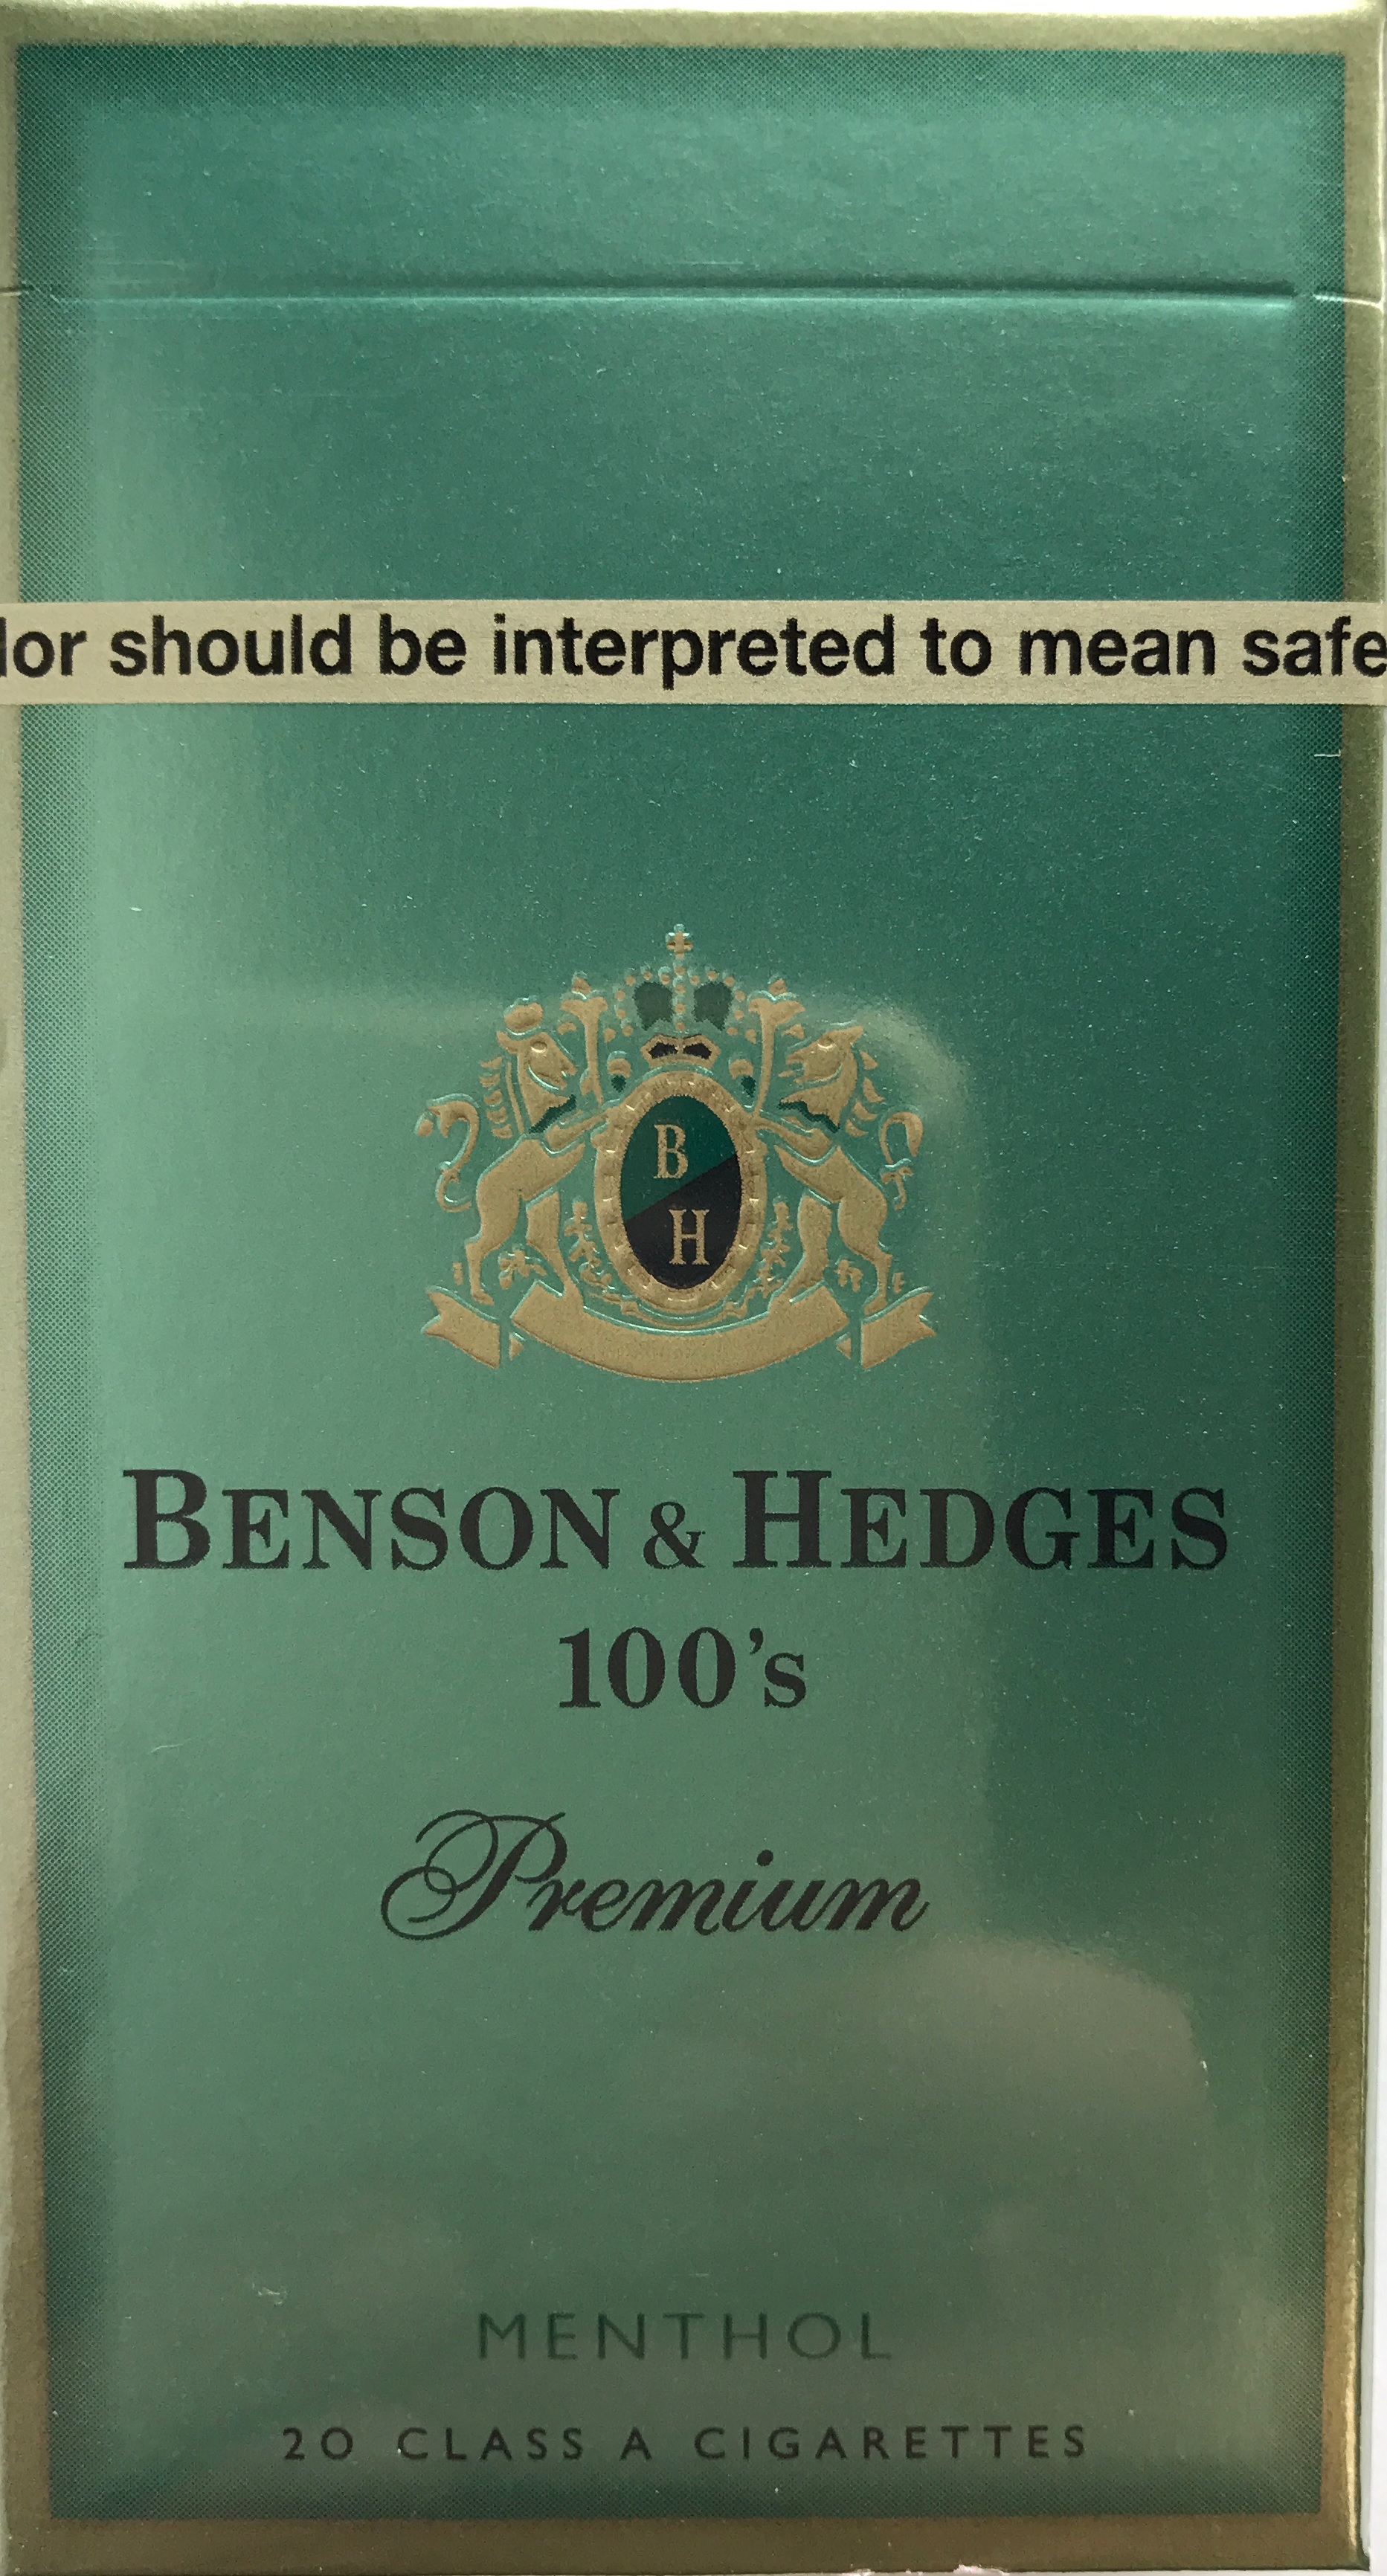 lor should be interpreted to mean safe
B
H
BENSON & HEDGES
100's
Premium
MENTHOL
20 CLASS A CIGARETTES